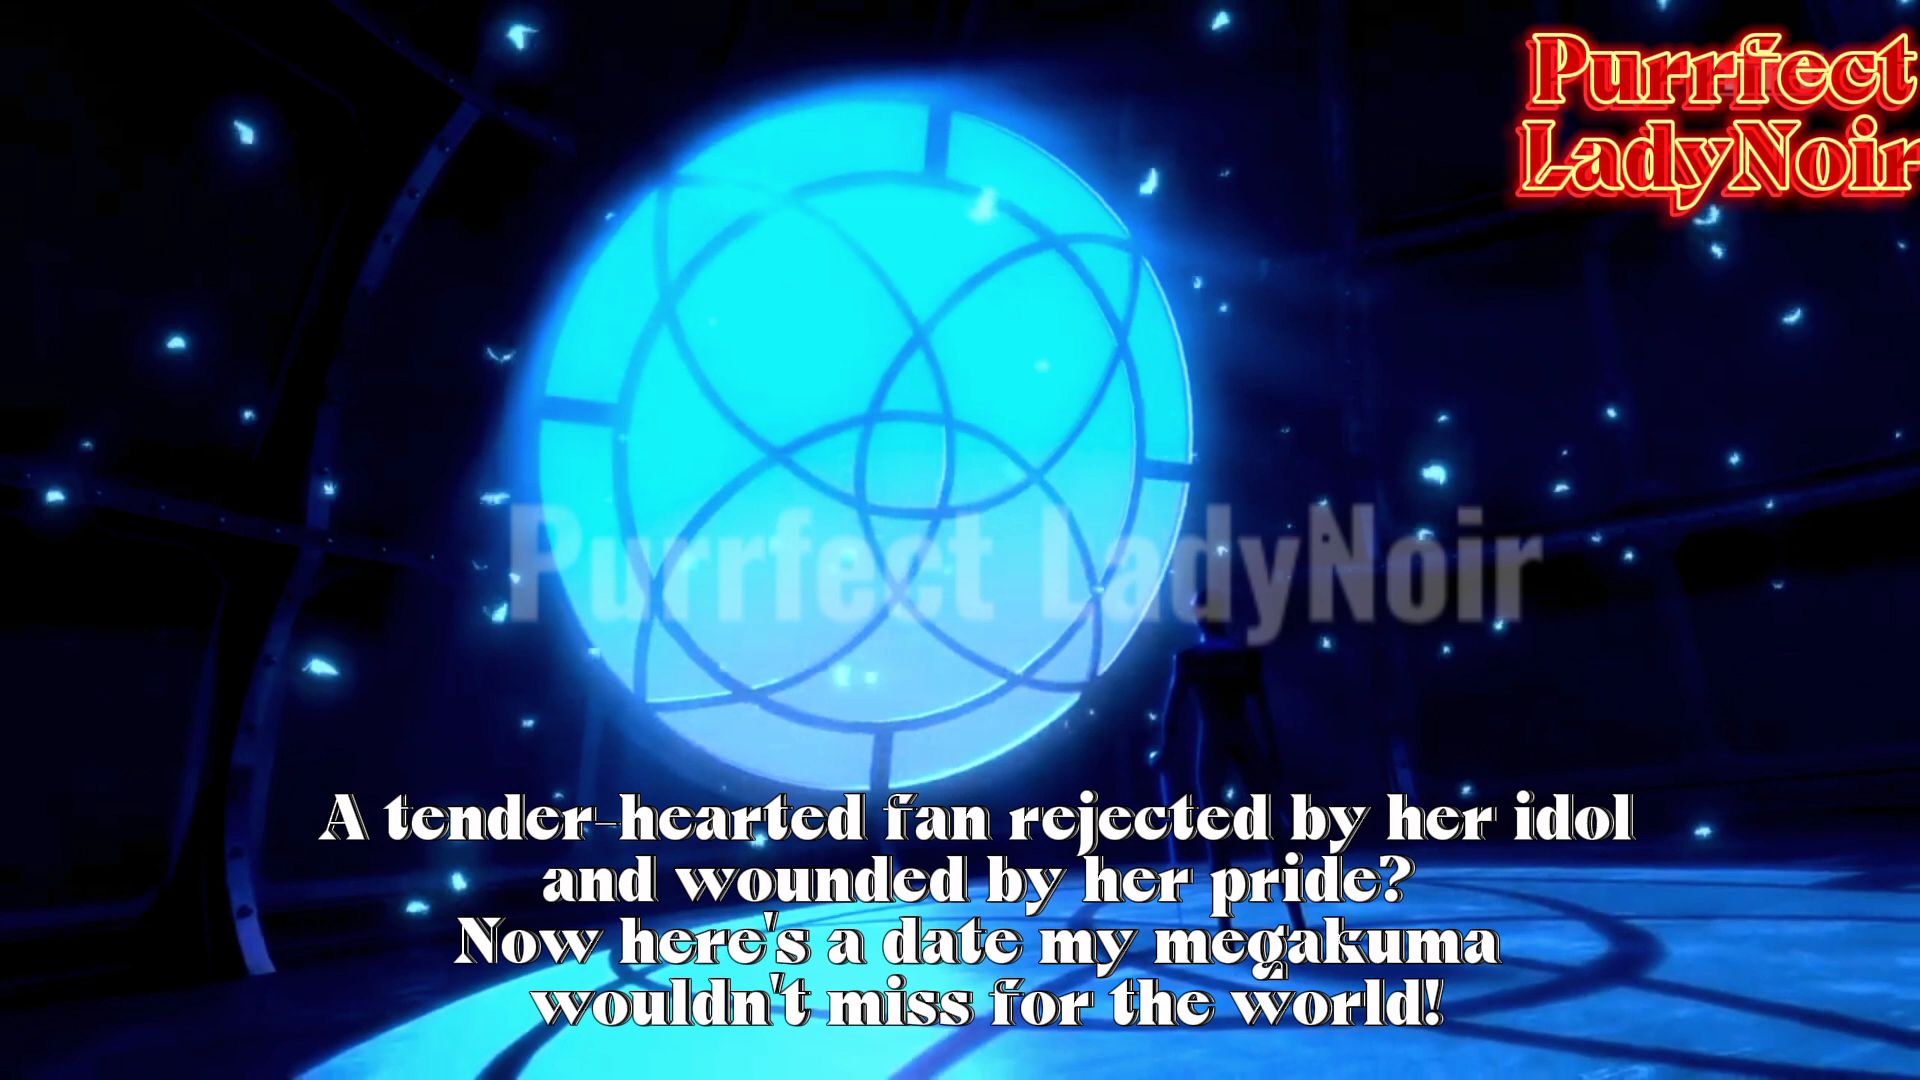 Purrfect
LadyNoir
Purrfect LadyNoir
A tender-hearted fan rejected by her idol
and wounded by her pride?
Now here's a date my megakuma
wouldn't miss for the world!